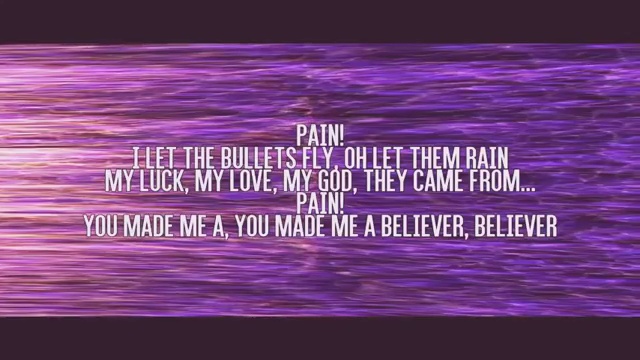 PAIN!
I LET THE BULLETS FLY, OH LET THEM RAIN
MY LUCK, MY LOVE, MY GOD, THEY CAME FROM...
PAIN!
YOU MADE ME A, YOU MADE ME A BELIEVER, BELIEVER